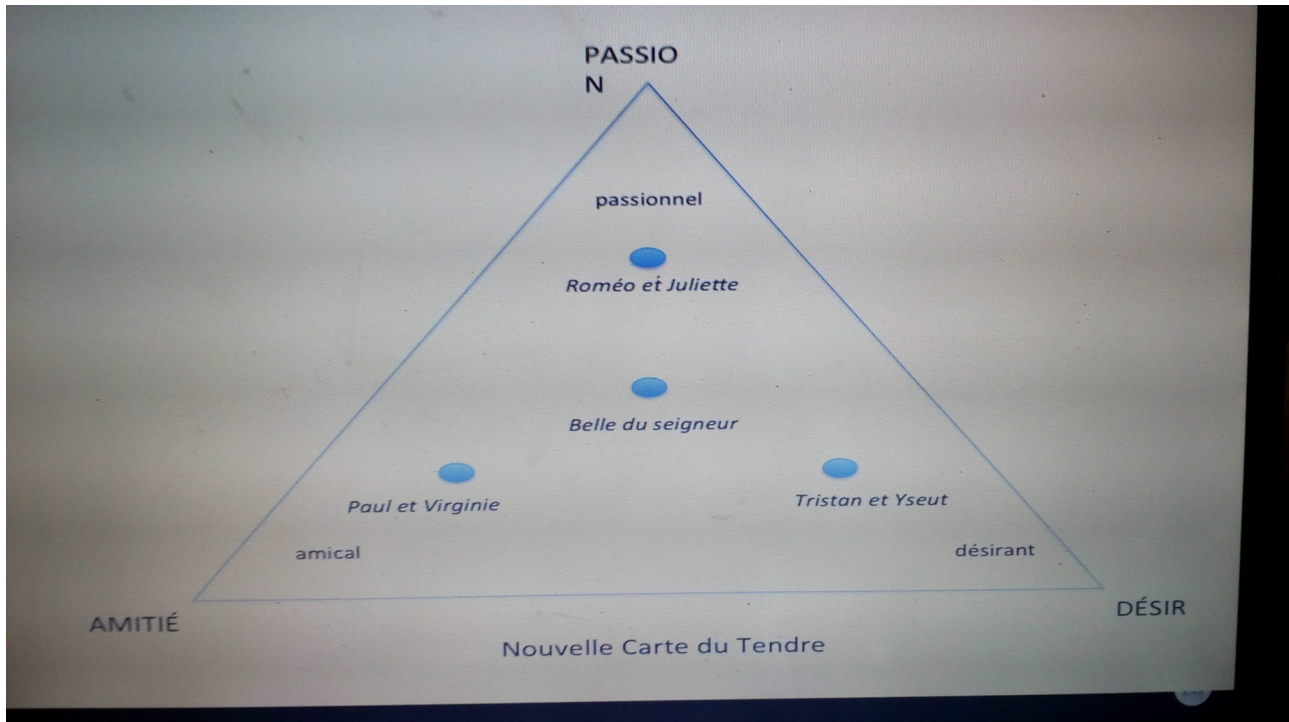 PASSIO
N
passionnel
Roméo et Juliette
Belle du seigneur
Paul et Virginie
Tristan et Yseut
amical
désirant
AMITIÉ
DÉSIR
Nouvelle Carte du Tendre